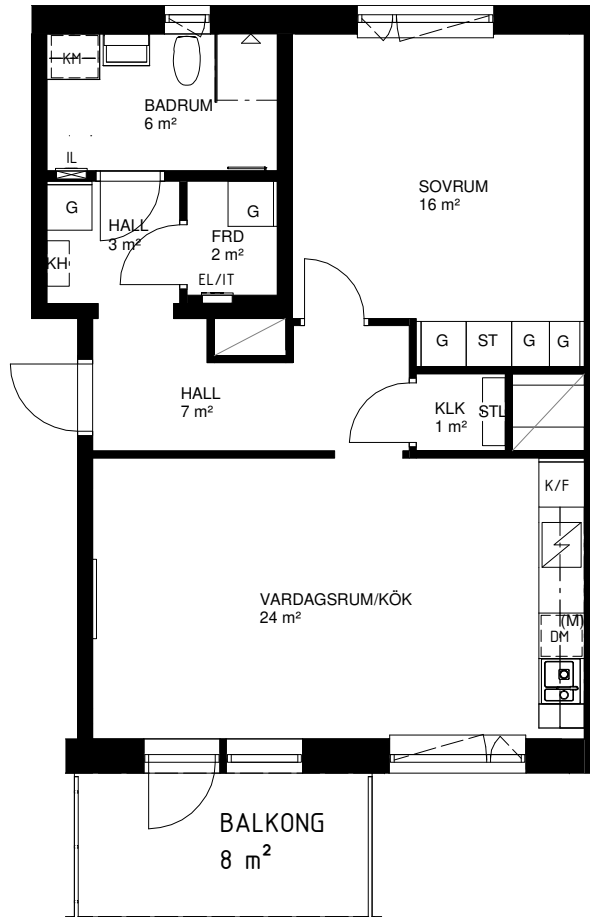 KM
BADRUM
6 m²
IL
SOVRUM
16 m²
G
HALL
3 m²
G
FRD
2 m²
KH
EL/IT
G
ST
G
G
HALL
7 m²
KLK
1 m²
STL
K/F
VARDAGSRUM/KÖK
24 m²
(M)
DM
BALKONG
8 m²